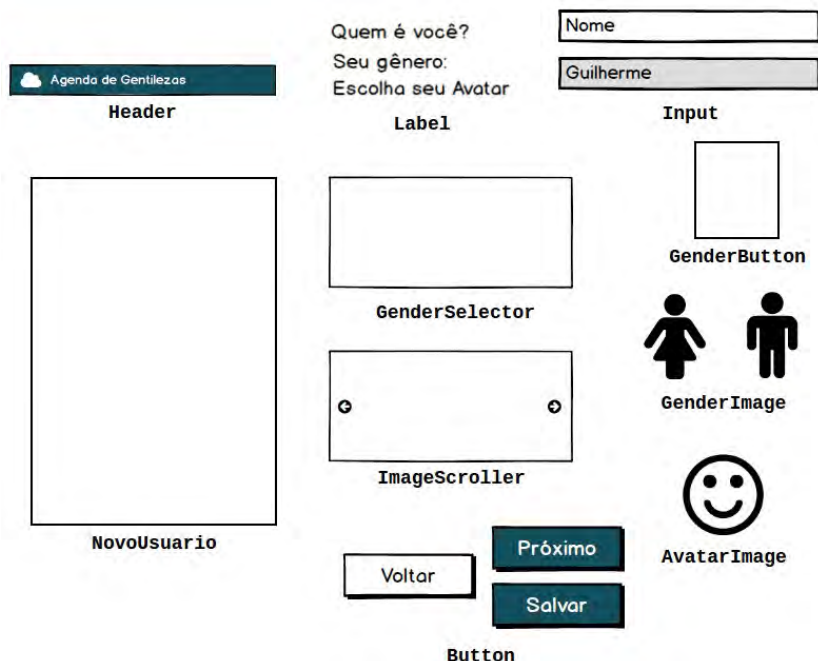 Agenda de Gentilezas
Header
Quem é você?
Seu gênero:
Escolha seu Avatar
Label
Nome
Guilherme
Input
NovoUsuario
GenderSelector
ImageScroller
GenderButton
GenderImage
AvatarImage
Voltar
Próximo
Salvar
Button